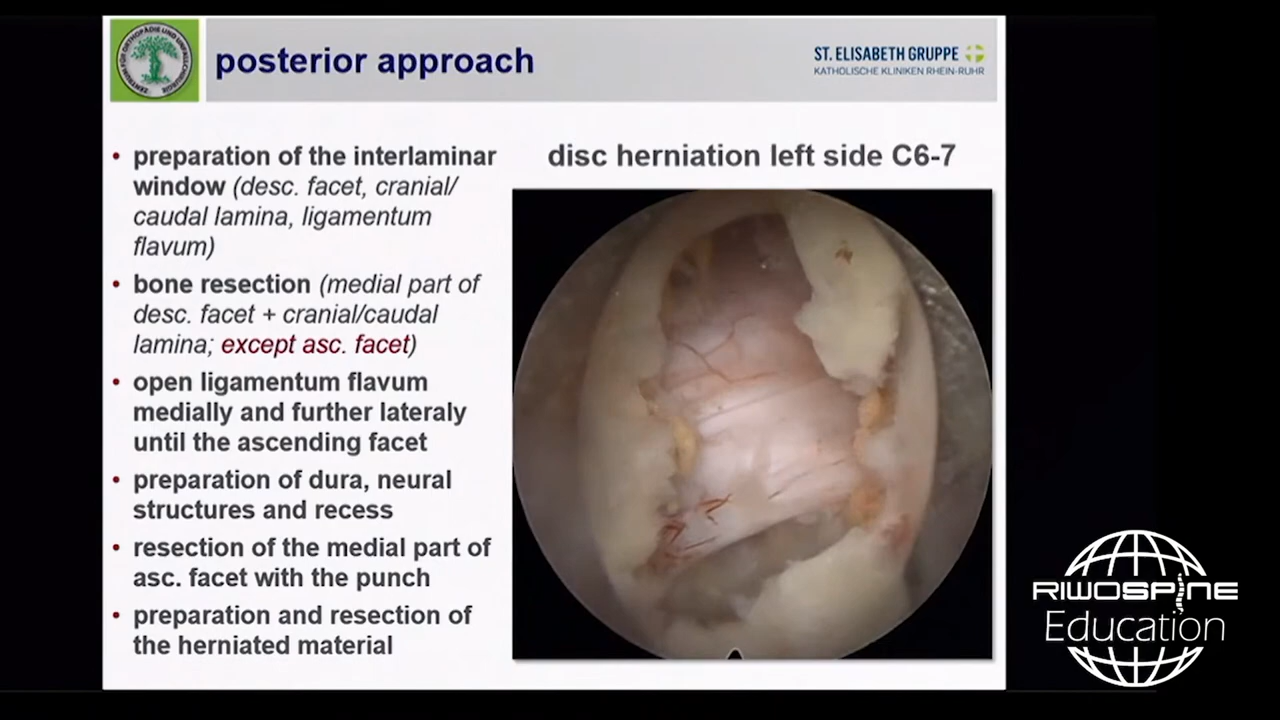 posterior approach
ST. ELISABETH GRUPPE
KATHOLISCHE KLINIKEN RHEIN-RUHR
• preparation of the interlaminar
window (desc. facet, cranial/
caudal lamina, ligamentum
flavum)
• bone resection (medial part of
desc. facet + cranial/caudal
lamina; except asc. facet)
• open ligamentum flavum
medially and further lateraly
until the ascending facet
• preparation of dura, neural
structures and recess
• resection of the medial part of
asc. facet with the punch
• preparation and resection of
the herniated material
disc herniation left side C6-7
RIWOSPINE
Education